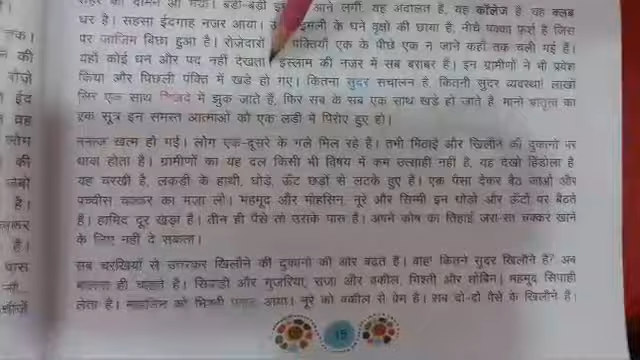 शहर का दामन आ गया। बड़ी-बड़ी आने लगीं, यह अदालत है, यह कॉलेज है, यह क्लब
घर है। सहसा ईदगाह नजर आया। इमली के घने वृक्षों की छाया है, नीचे पक्का फर्श है जिस
पर जाजिम बिछा हुआ है। रोजेदारों पंक्तियाँ एक के पीछे एक न जाने कहाँ तक चली गई हैं।
यहाँ कोई धन और पद नहीं देखता। इस्लाम की नजर में सब बराबर हैं। इन ग्रामीणों ने भी प्रवेश
किया और पिछली पंक्ति में खड़े हो गए। कितना सुंदर संचालन है, कितनी सुंदर व्यवस्था! लाखों
सिर एक साथ सिजदे में झुक जाते हैं, फिर सब के सब एक साथ खड़े हो जाते हैं मानो भ्रातृत्व का
एक सूत्र इन समस्त आत्माओं को एक लड़ी में पिरोए हुए हो।
नमाज खत्म हो गई। लोग एक-दूसरे के गले मिल रहे हैं। तभी मिठाई और खिलौने की दुकानों पर
धावा होता है। ग्रामीणों का यह दल किसी भी विषय में कम उत्साही नहीं है, यह देखो हिंडोला है
यह चरखी है, लकड़ी के हाथी, घोड़े, ऊँट छड़ों से लटके हुए हैं। एक पैसा देकर बैठ जाओ और
पच्चीस चक्कर का मजा लो। महमूद और मोहसिन, नूरे और सिम्मी इन घोड़ों और ऊँटों पर बैठते
हैं। हामिद दूर खड़ा है। तीन ही पैसे तो उसके पास हैं। अपने कोष का तिहाई जरा-सा चक्कर खाने
के लिए नहीं दे सकता।
सब चरखियों से उतरकर खिलौने की दुकानों की ओर बढ़ते हैं। वाह! कितने सुंदर खिलौने हैं? अब
ही चाहते हैं। सिपाही और गुजरिया, राजा और वकील, भिश्ती और धोबिन। महमूद सिपाही
लेता है। मोहसिन को भिश्ती पसंद आया। नूरे को वकील से प्रेम है। सब दो-दो पैसे के खिलौने हैं।
15